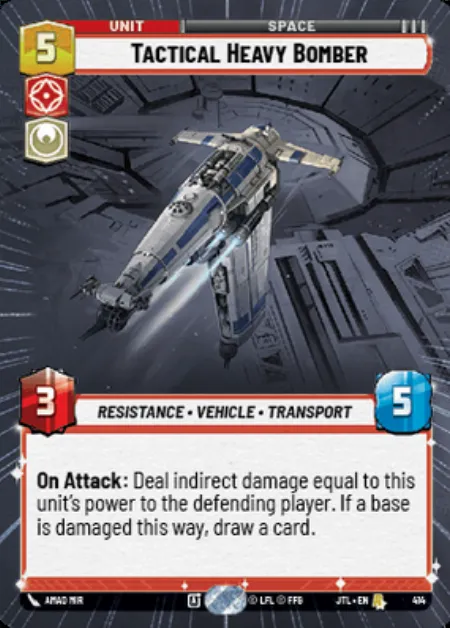 UNIT SPACE
5 TACTICAL HEAVY BOMBER
3 RESISTANCE • VEHICLE • TRANSPORT 5
On Attack: Deal indirect damage equal to this
unit's power to the defending player. If a base
is damaged this way, draw a card.
AMAD MIR A © LFL © FFG JTL • EN 414